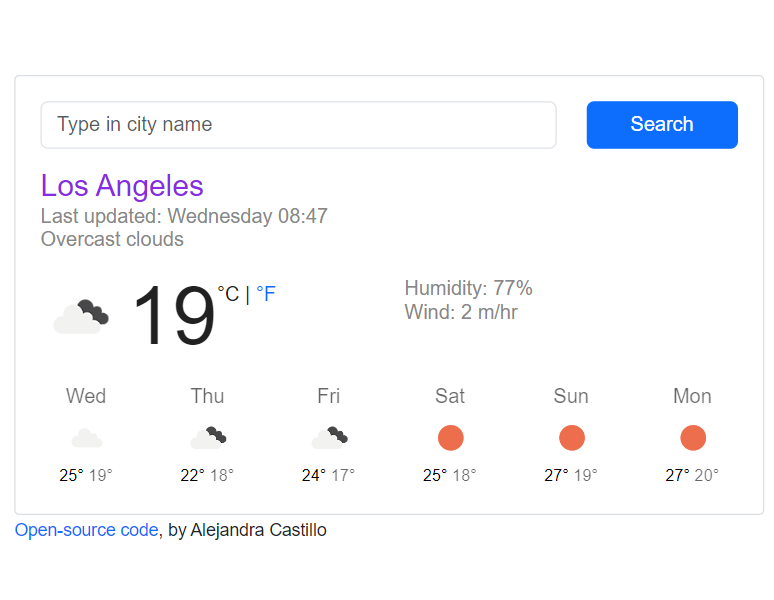 Type in city name
Search
Los Angeles
Last updated: Wednesday 08:47
Overcast clouds
19 °C | °F
Humidity: 77%
Wind: 2 m/hr
Wed Thu Fri Sat Sun Mon
25° 19° 22° 18° 24° 17° 25° 18° 27° 19° 27° 20°
Open-source code, by Alejandra Castillo